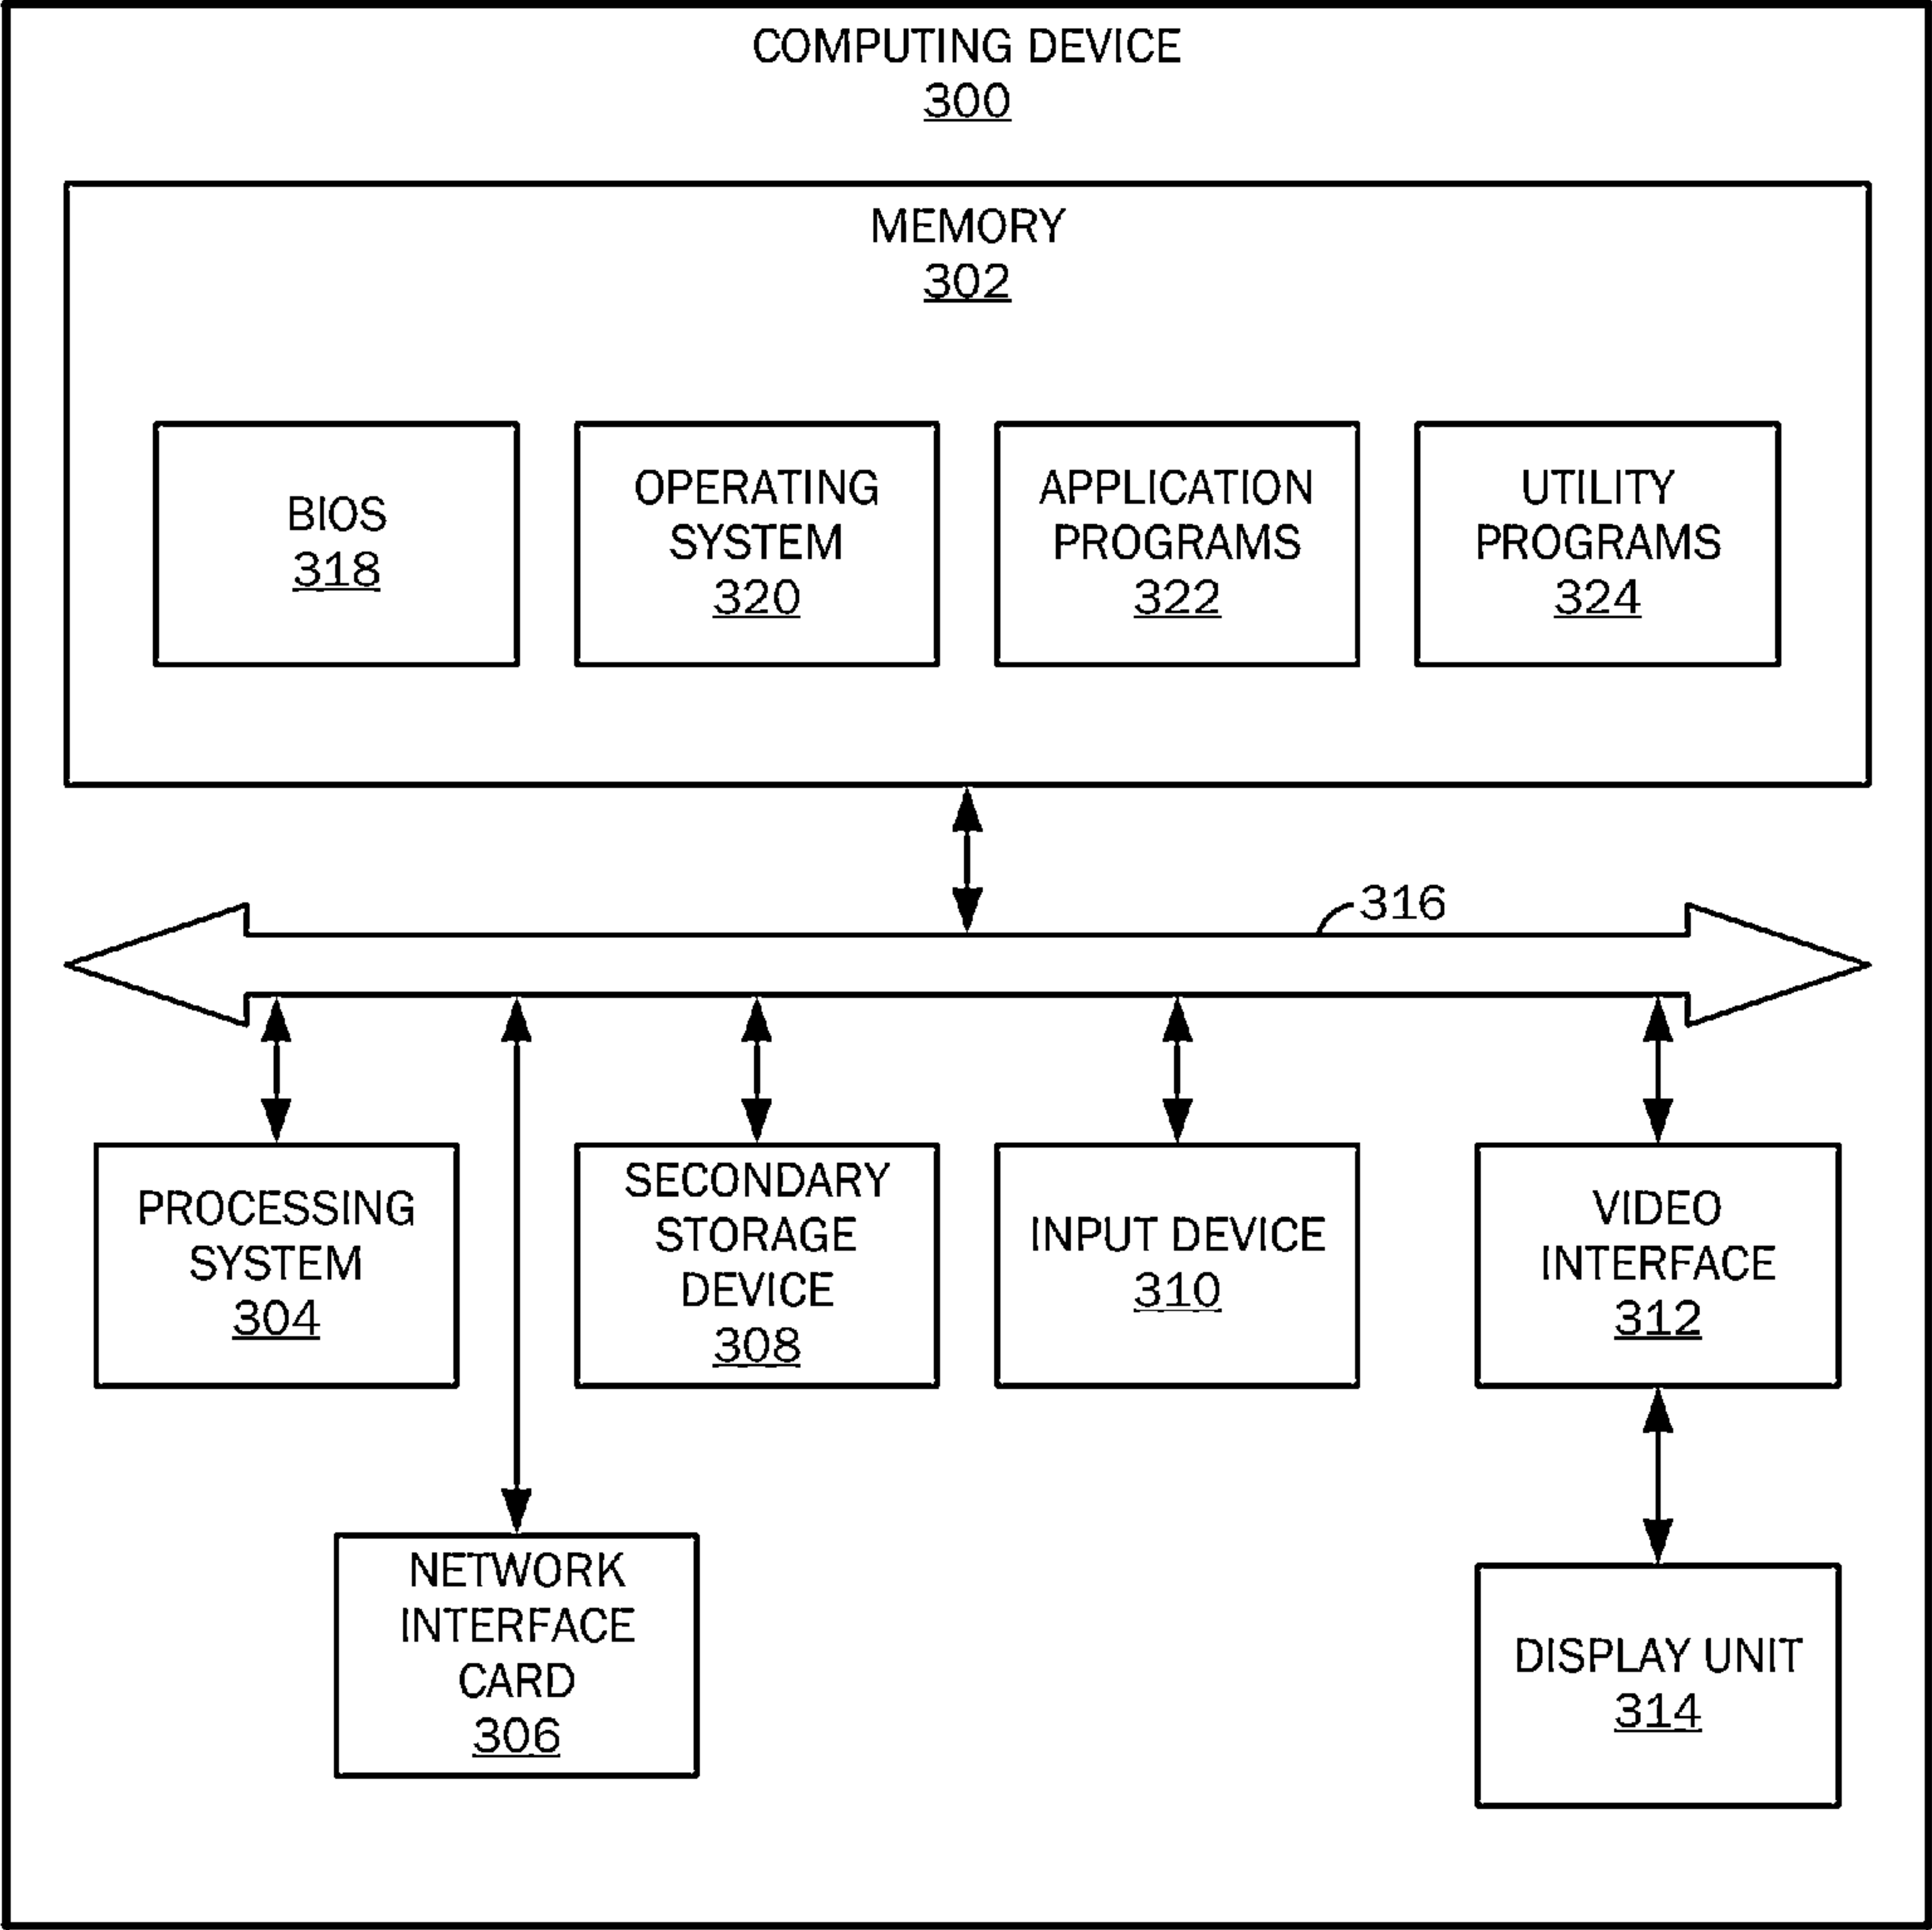 COMPUTING DEVICE
300
MEMORY
302
BIOS
318
OPERATING
SYSTEM
320
APPLICATION
PROGRAMS
322
UTILITY
PROGRAMS
324
316
PROCESSING
SYSTEM
304
SECONDARY
STORAGE
DEVICE
308
INPUT DEVICE
310
VIDEO
INTERFACE
312
NETWORK
INTERFACE
CARD
306
DISPLAY UNIT
314